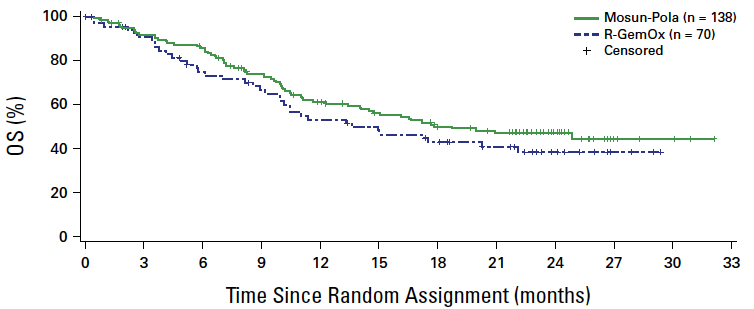 Mosun-Pola (n = 138)
R-GemOx (n = 70)
+ Censored
OS (%)
100
80
60
40
20
0
0 3 6 9 12 15 18 21 24 27 30 33
Time Since Random Assignment (months)